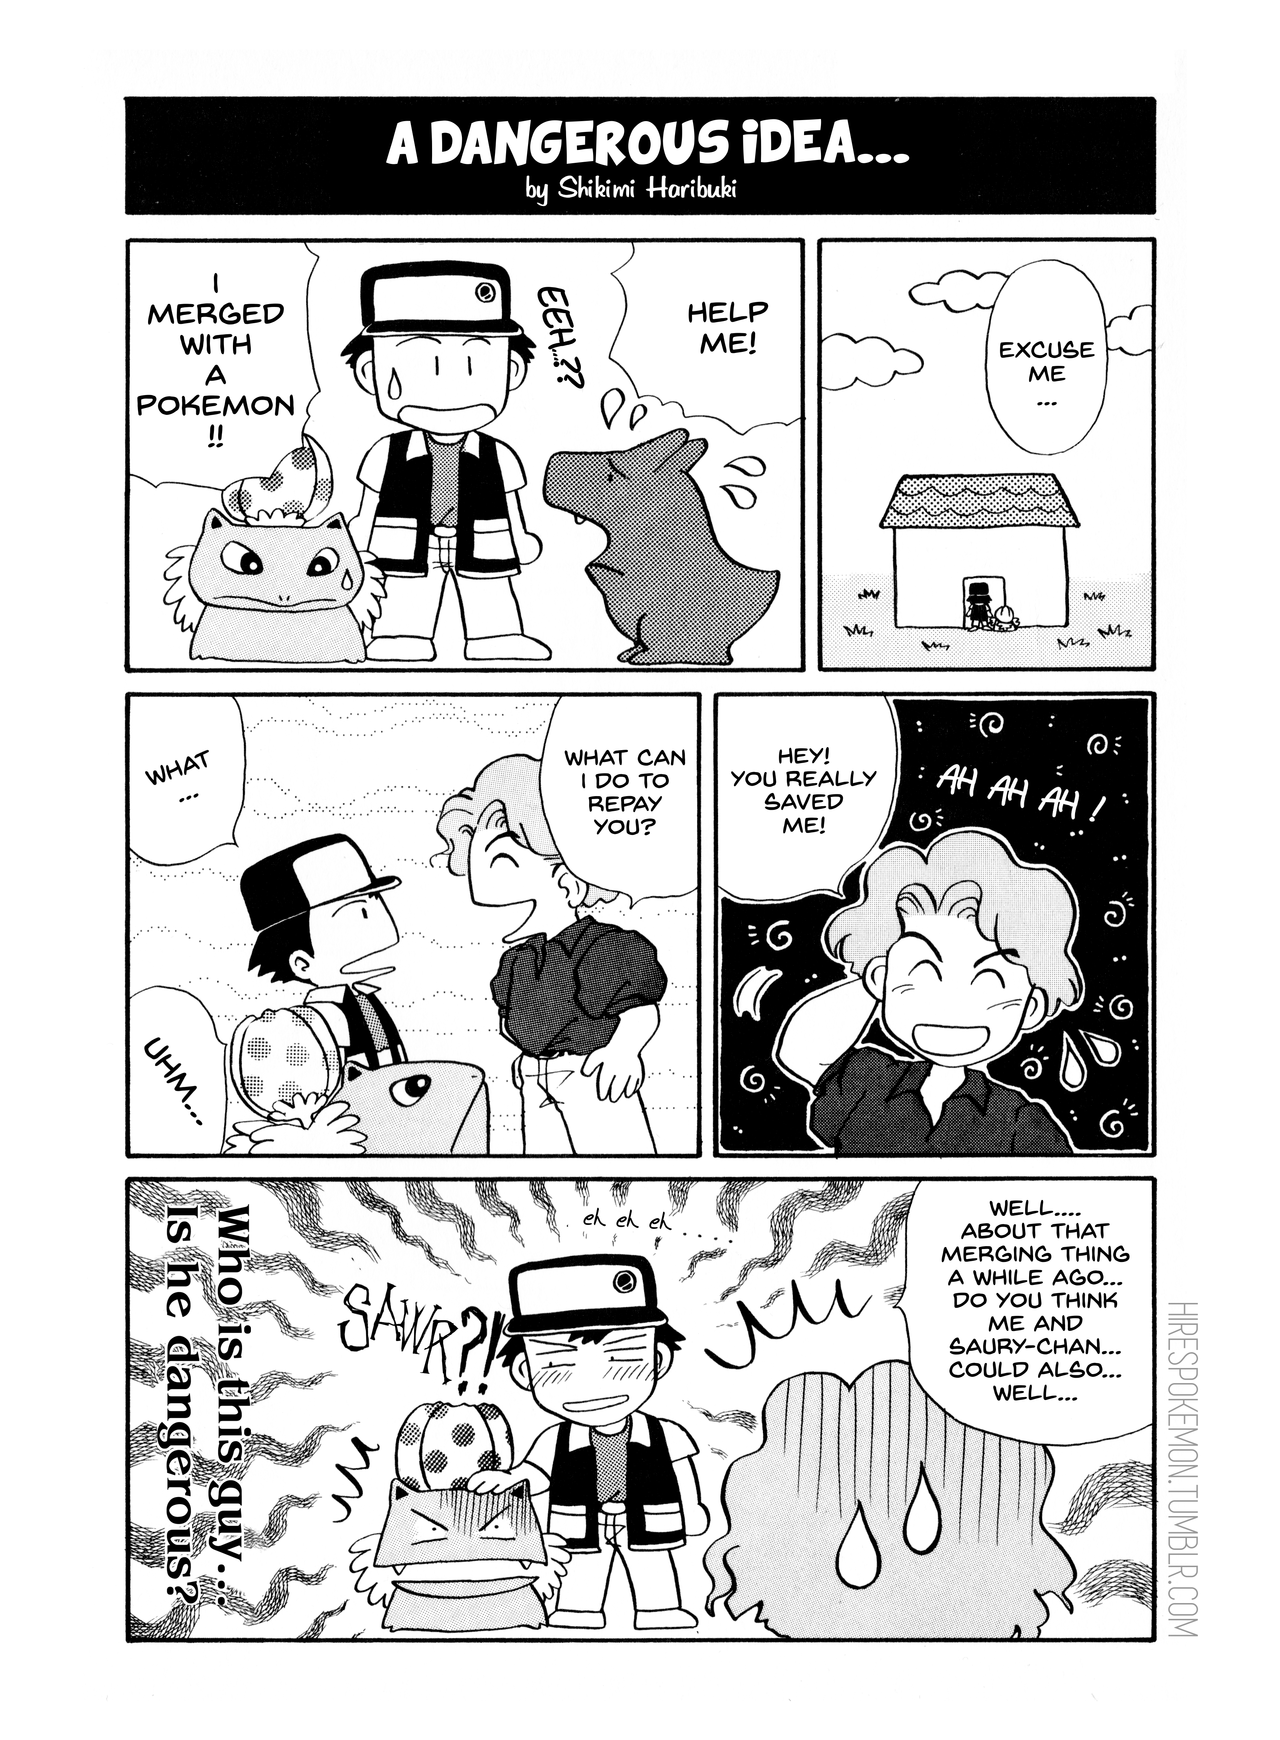 A DANGEROUS iDEA...
by Shikimi Haribuki
EXCUSE
ME
...
HELP
ME!
EEH...??
I
MERGED
WITH
A
POKEMON
!!
HEY!
YOU REALLY
SAVED
ME!
AH AH AH!
WHAT CAN
I DO TO
REPAY
YOU?
WHAT
...
UHM...
WELL....
ABOUT THAT
MERGING THING
A WHILE AGO...
DO YOU THINK
ME AND
SAURY-CHAN...
COULD ALSO...
WELL...
eh eh eh .....
SAWR?!
Who is this guy...
Is he dangerous?
HIRESPOKEMON.TUMBLR.COM